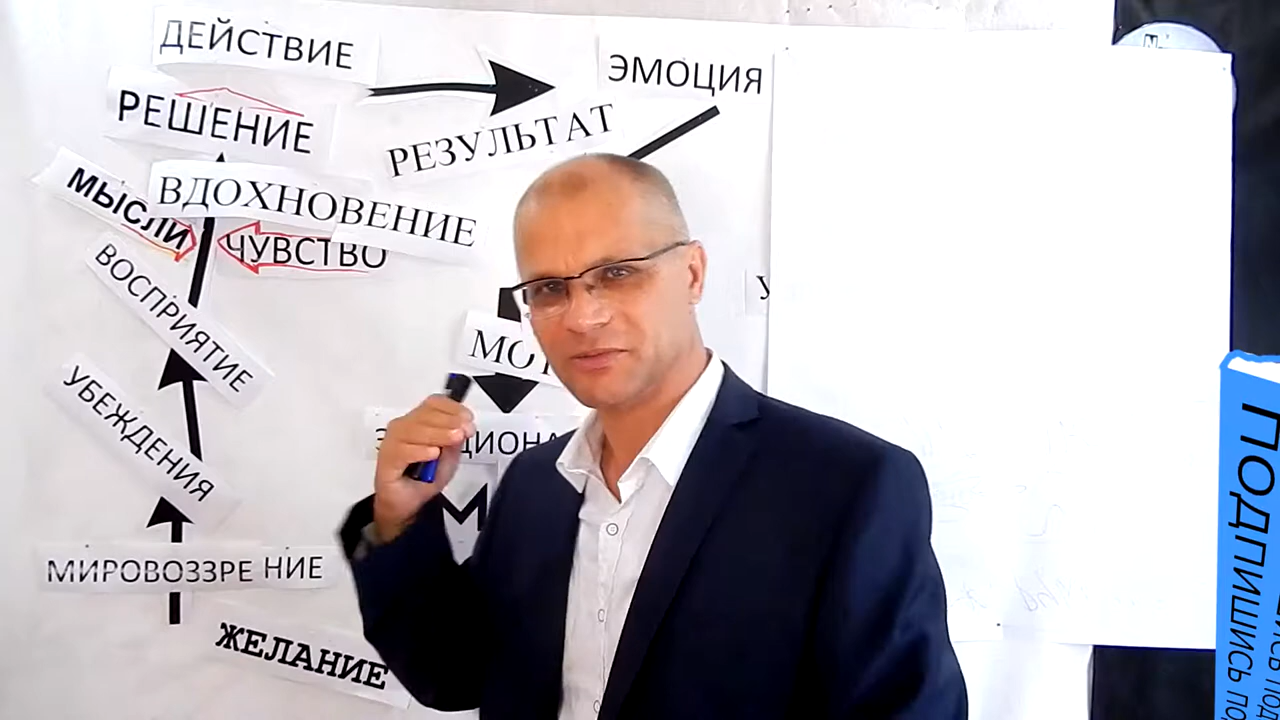 ДЕЙСТВИЕ
ЭМОЦИЯ
РЕШЕНИЕ
РЕЗУЛЬТАТ
МЫСЛИ
ВДОХНОВЕНИЕ
ЧУВСТВО
ВОСПРИЯТИЕ
УБЕЖДЕНИЯ
МИРОВОЗЗРЕ НИЕ
ЖЕЛАНИЕ
ПОДПИШИСЬ